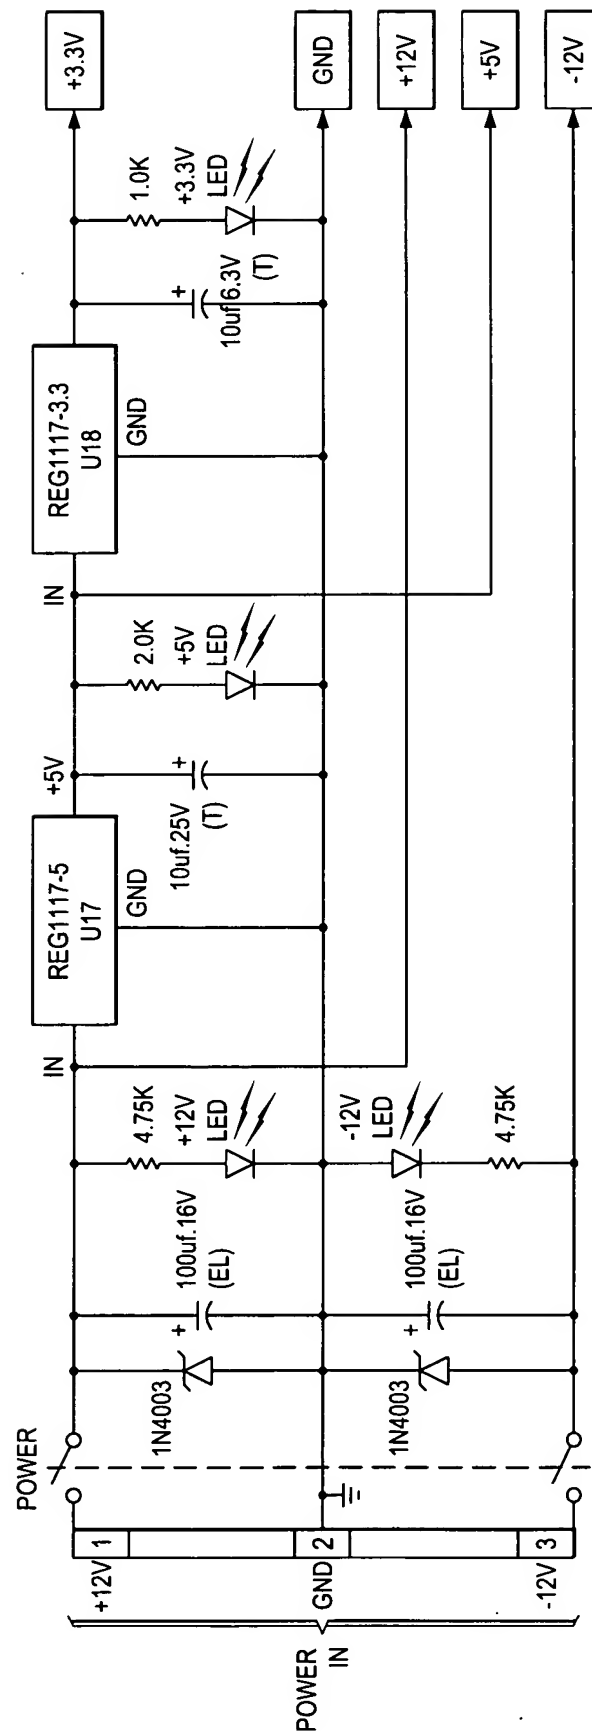 POWER
IN
+12V
1
GND
2
-12V
3
POWER
1N4003
1N4003
+
100uf.16V
(EL)
+
100uf.16V
(EL)
4.75K
+12V
LED
-12V
LED
4.75K
IN
REG1117-5
U17
GND
+5V
+
10uf.25V
(T)
2.0K
+5V
LED
IN
REG1117-3.3
U18
GND
+
10uf.6.3V
(T)
1.0K
+3.3V
LED
+3.3V
GND
+12V
+5V
-12V